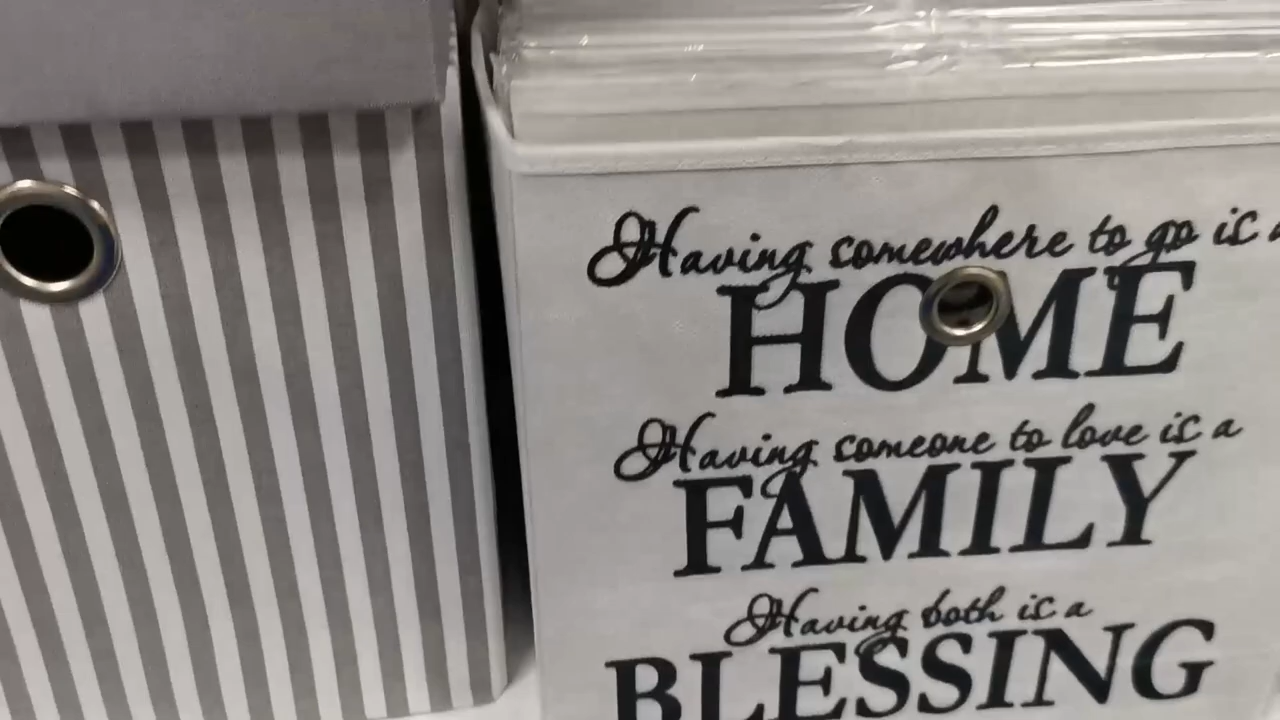 Having somewhere to go is a
HOME
Having someone to love is a
FAMILY
Having both is a
BLESSING